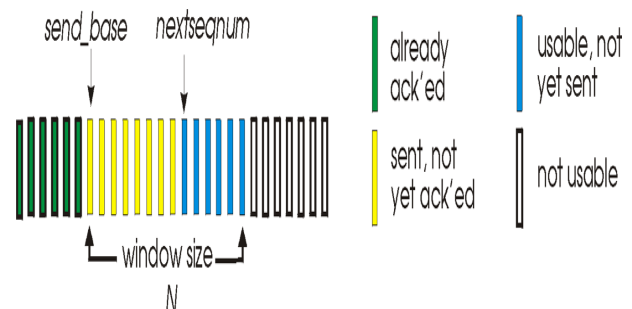 send_base
nextseqnum
already
ack'ed
usable, not
yet sent
sent, not
yet ack'ed
not usable
window size
N